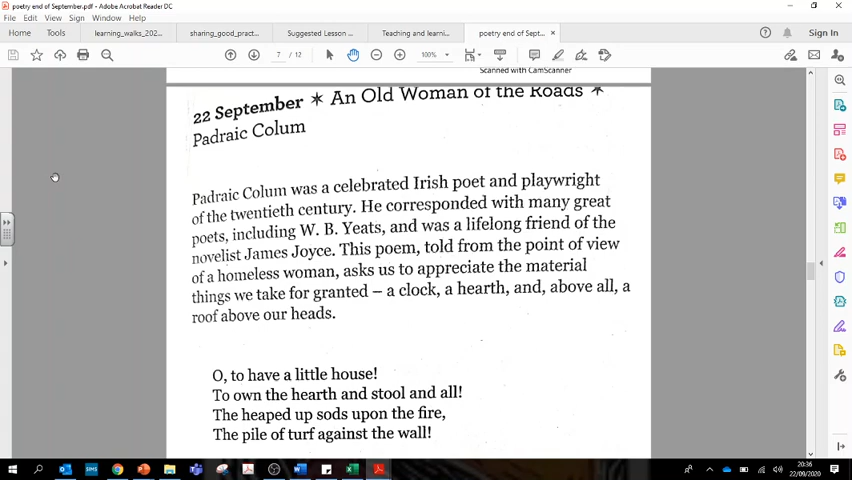 poetry end of September.pdf - Adobe Acrobat Reader DC
File Edit View Sign Window Help
Home Tools learning_walks_202... sharing_good_pract... Suggested Lesson ... Teaching and learni... poetry end of Sept... × Sign In
7 / 12 100%
Scanned with CamScanner
22 September ✶ An Old Woman of the Roads ✶
Padraic Colum
Padraic Colum was a celebrated Irish poet and playwright
of the twentieth century. He corresponded with many great
poets, including W. B. Yeats, and was a lifelong friend of the
novelist James Joyce. This poem, told from the point of view
of a homeless woman, asks us to appreciate the material
things we take for granted – a clock, a hearth, and, above all, a
roof above our heads.
O, to have a little house!
To own the hearth and stool and all!
The heaped up sods upon the fire,
The pile of turf against the wall!
SIMS
20:36
22/09/2020